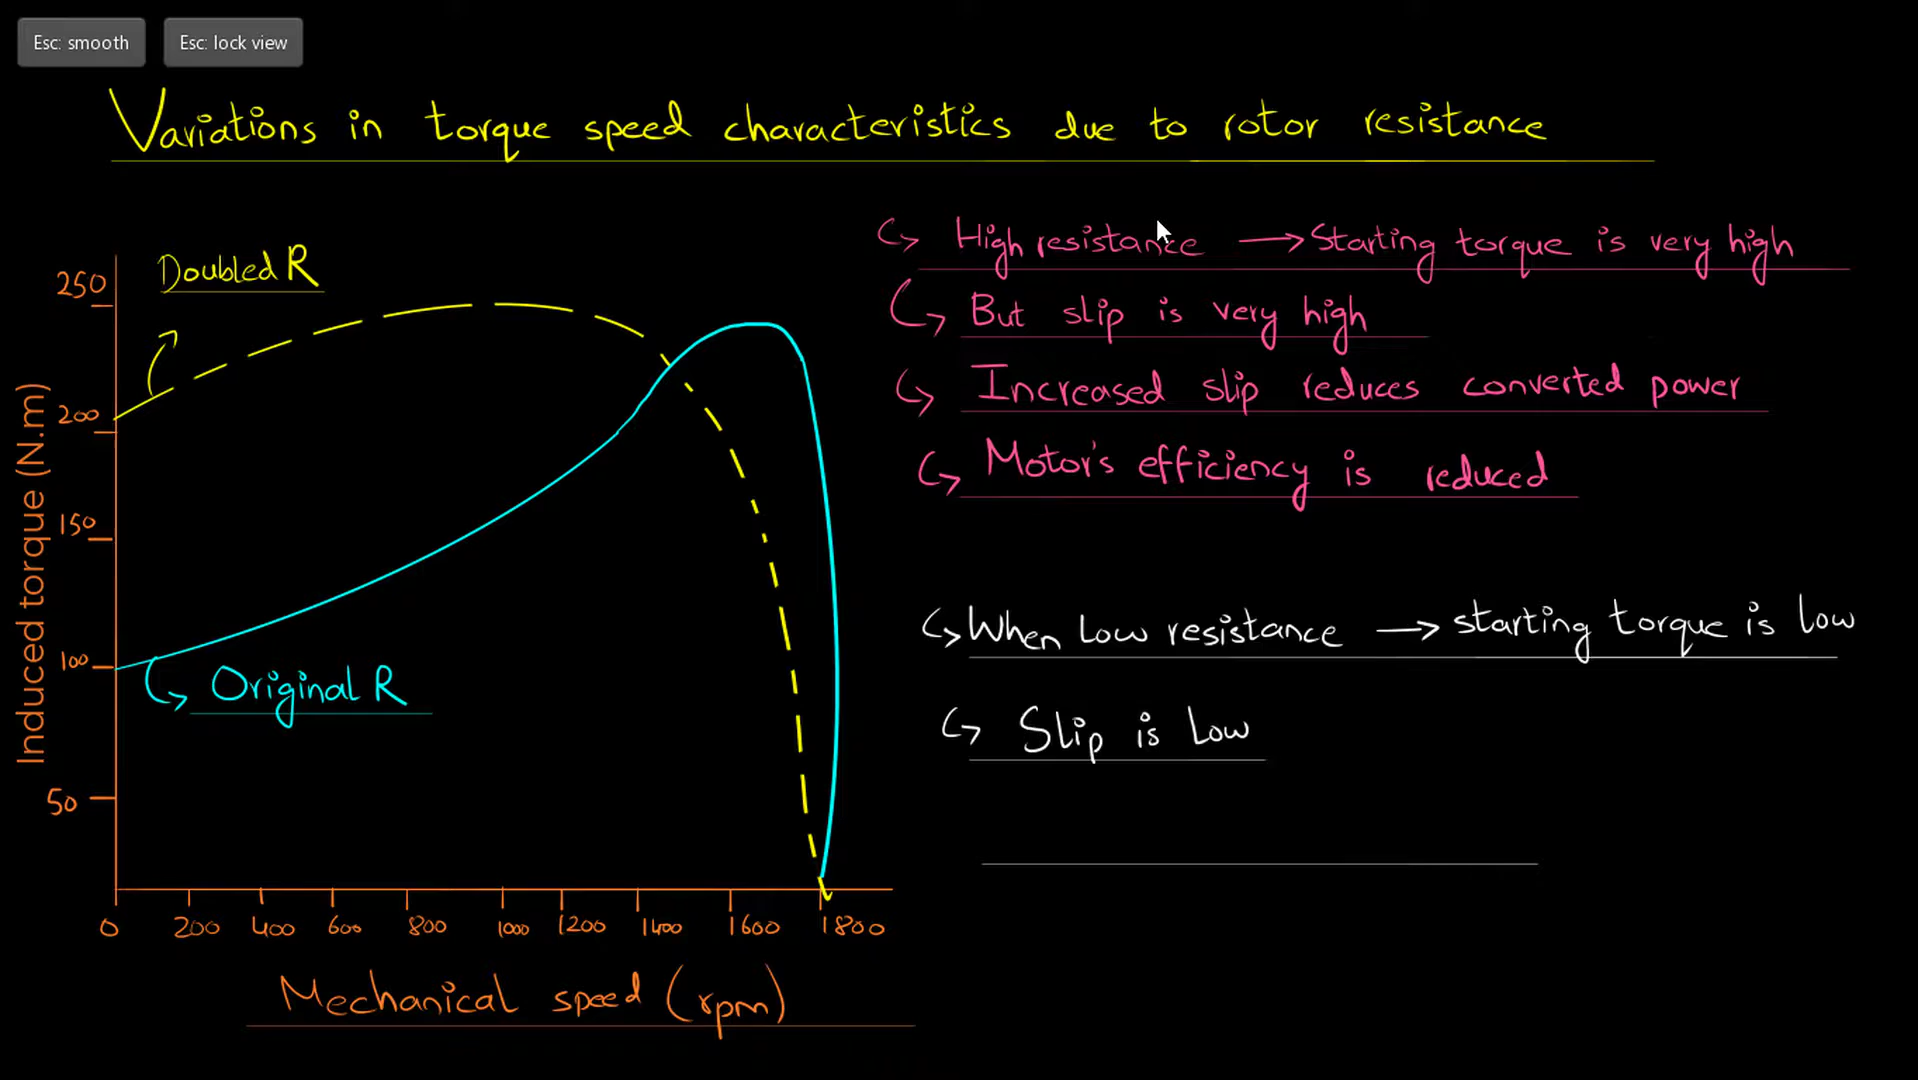 Esc: smooth
Esc: lock view
Variations in torque speed characteristics due to rotor resistance
High resistance → Starting torque is very high
But slip is very high
Increased slip reduces converted power
Motor's efficiency is reduced
When Low resistance → starting torque is low
Slip is Low
Doubled R
Original R
Induced torque (N.m)
250
200
150
100
50
0 200 400 600 800 1000 1200 1400 1600 1800
Mechanical speed (rpm)